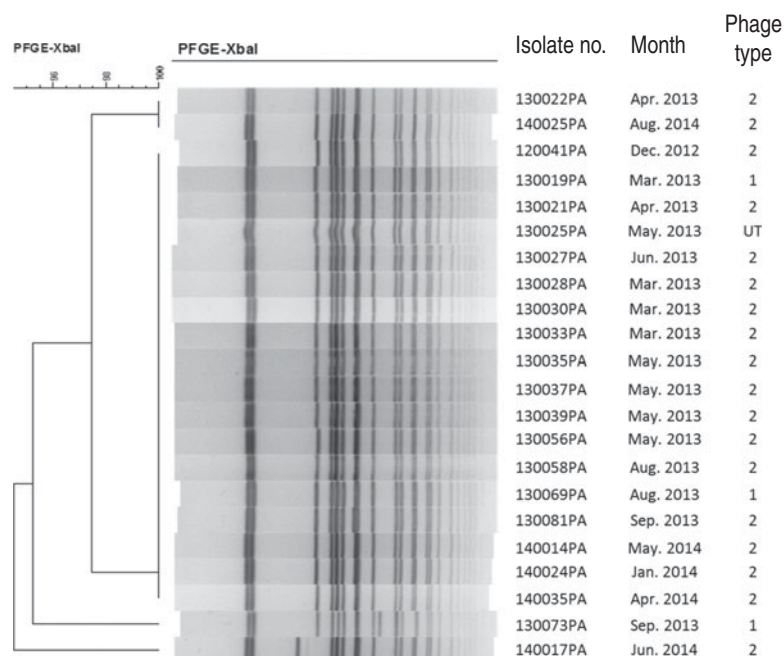 PFGE-XbaI PFGE-XbaI Isolate no. Month Phage type
96 98 100
130022PA Apr. 2013 2
140025PA Aug. 2014 2
120041PA Dec. 2012 2
130019PA Mar. 2013 1
130021PA Apr. 2013 2
130025PA May. 2013 UT
130027PA Jun. 2013 2
130028PA Mar. 2013 2
130030PA Mar. 2013 2
130033PA Mar. 2013 2
130035PA May. 2013 2
130037PA May. 2013 2
130039PA May. 2013 2
130056PA May. 2013 2
130058PA Aug. 2013 2
130069PA Aug. 2013 1
130081PA Sep. 2013 2
140014PA May. 2014 2
140024PA Jan. 2014 2
140035PA Apr. 2014 2
130073PA Sep. 2013 1
140017PA Jun. 2014 2